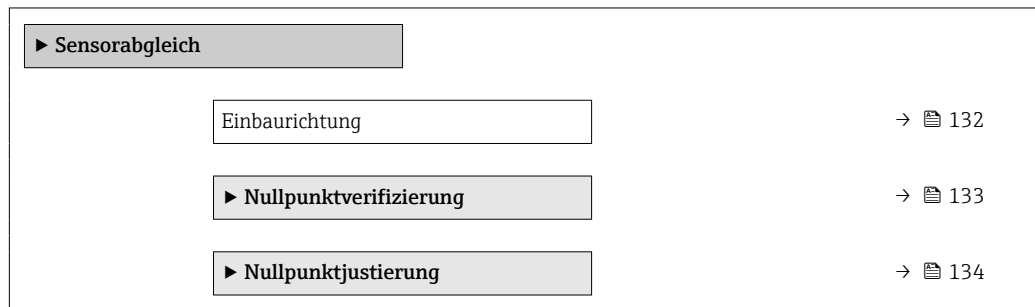 ▶ Sensorabgleich
Einbaurichtung → 132
▶ Nullpunktverifizierung → 133
▶ Nullpunktjustierung → 134